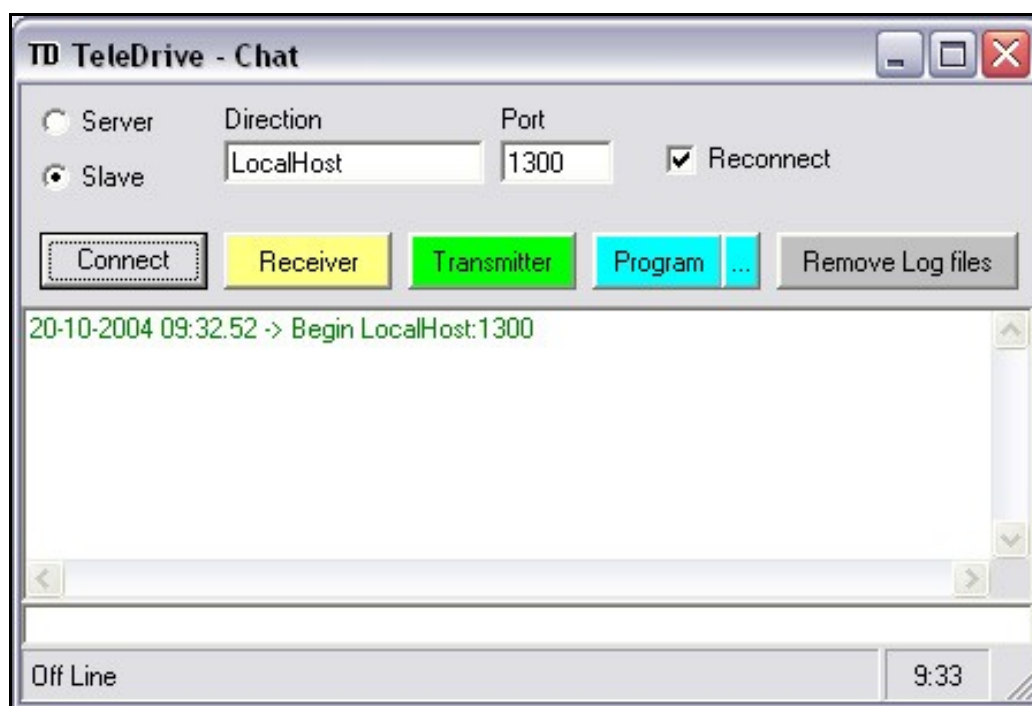 TD TeleDrive - Chat
Server
Direction
Port
Slave
LocalHost
1300
Reconnect
Connect
Receiver
Transmitter
Program
...
Remove Log files
20-10-2004 09:32.52 -> Begin LocalHost:1300
Off Line
9:33